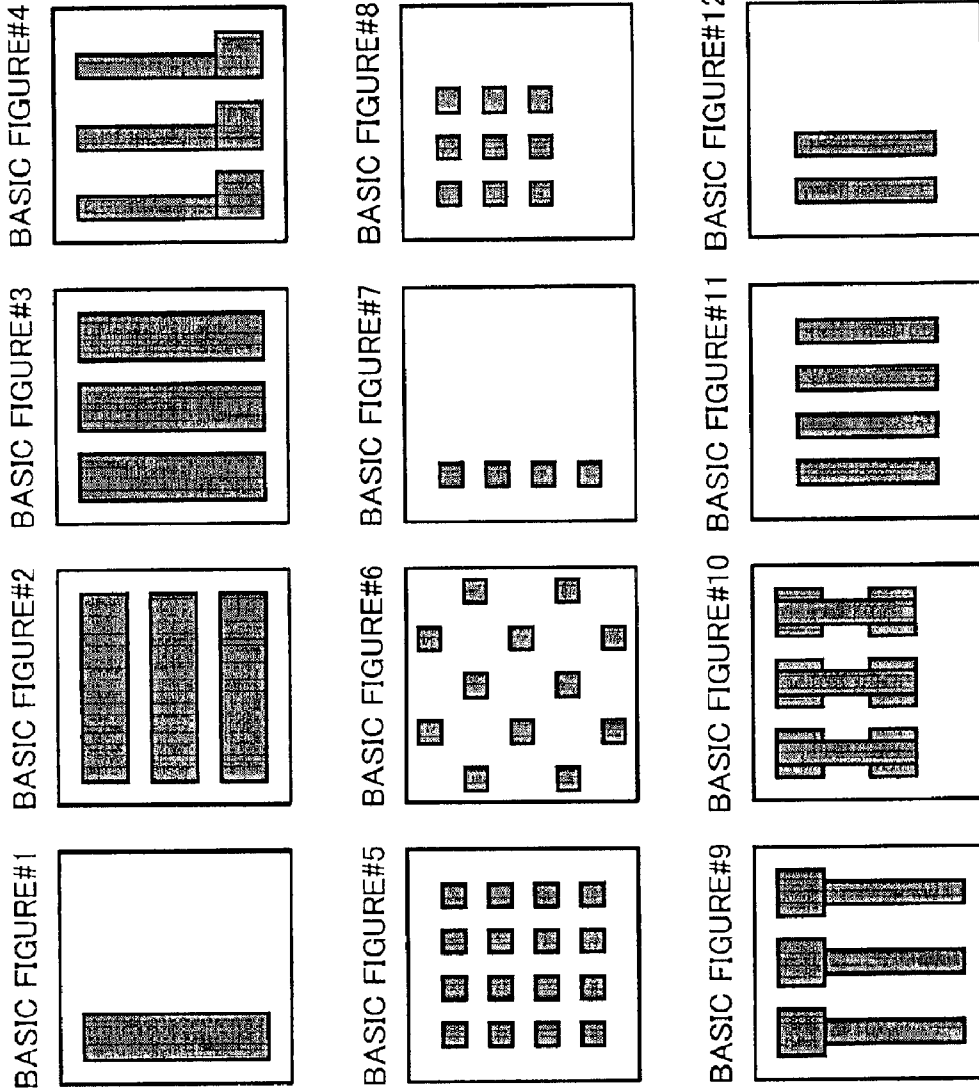 BASIC FIGURE#1
BASIC FIGURE#2
BASIC FIGURE#3
BASIC FIGURE#4
BASIC FIGURE#5
BASIC FIGURE#6
BASIC FIGURE#7
BASIC FIGURE#8
BASIC FIGURE#9
BASIC FIGURE#10
BASIC FIGURE#11
BASIC FIGURE#12